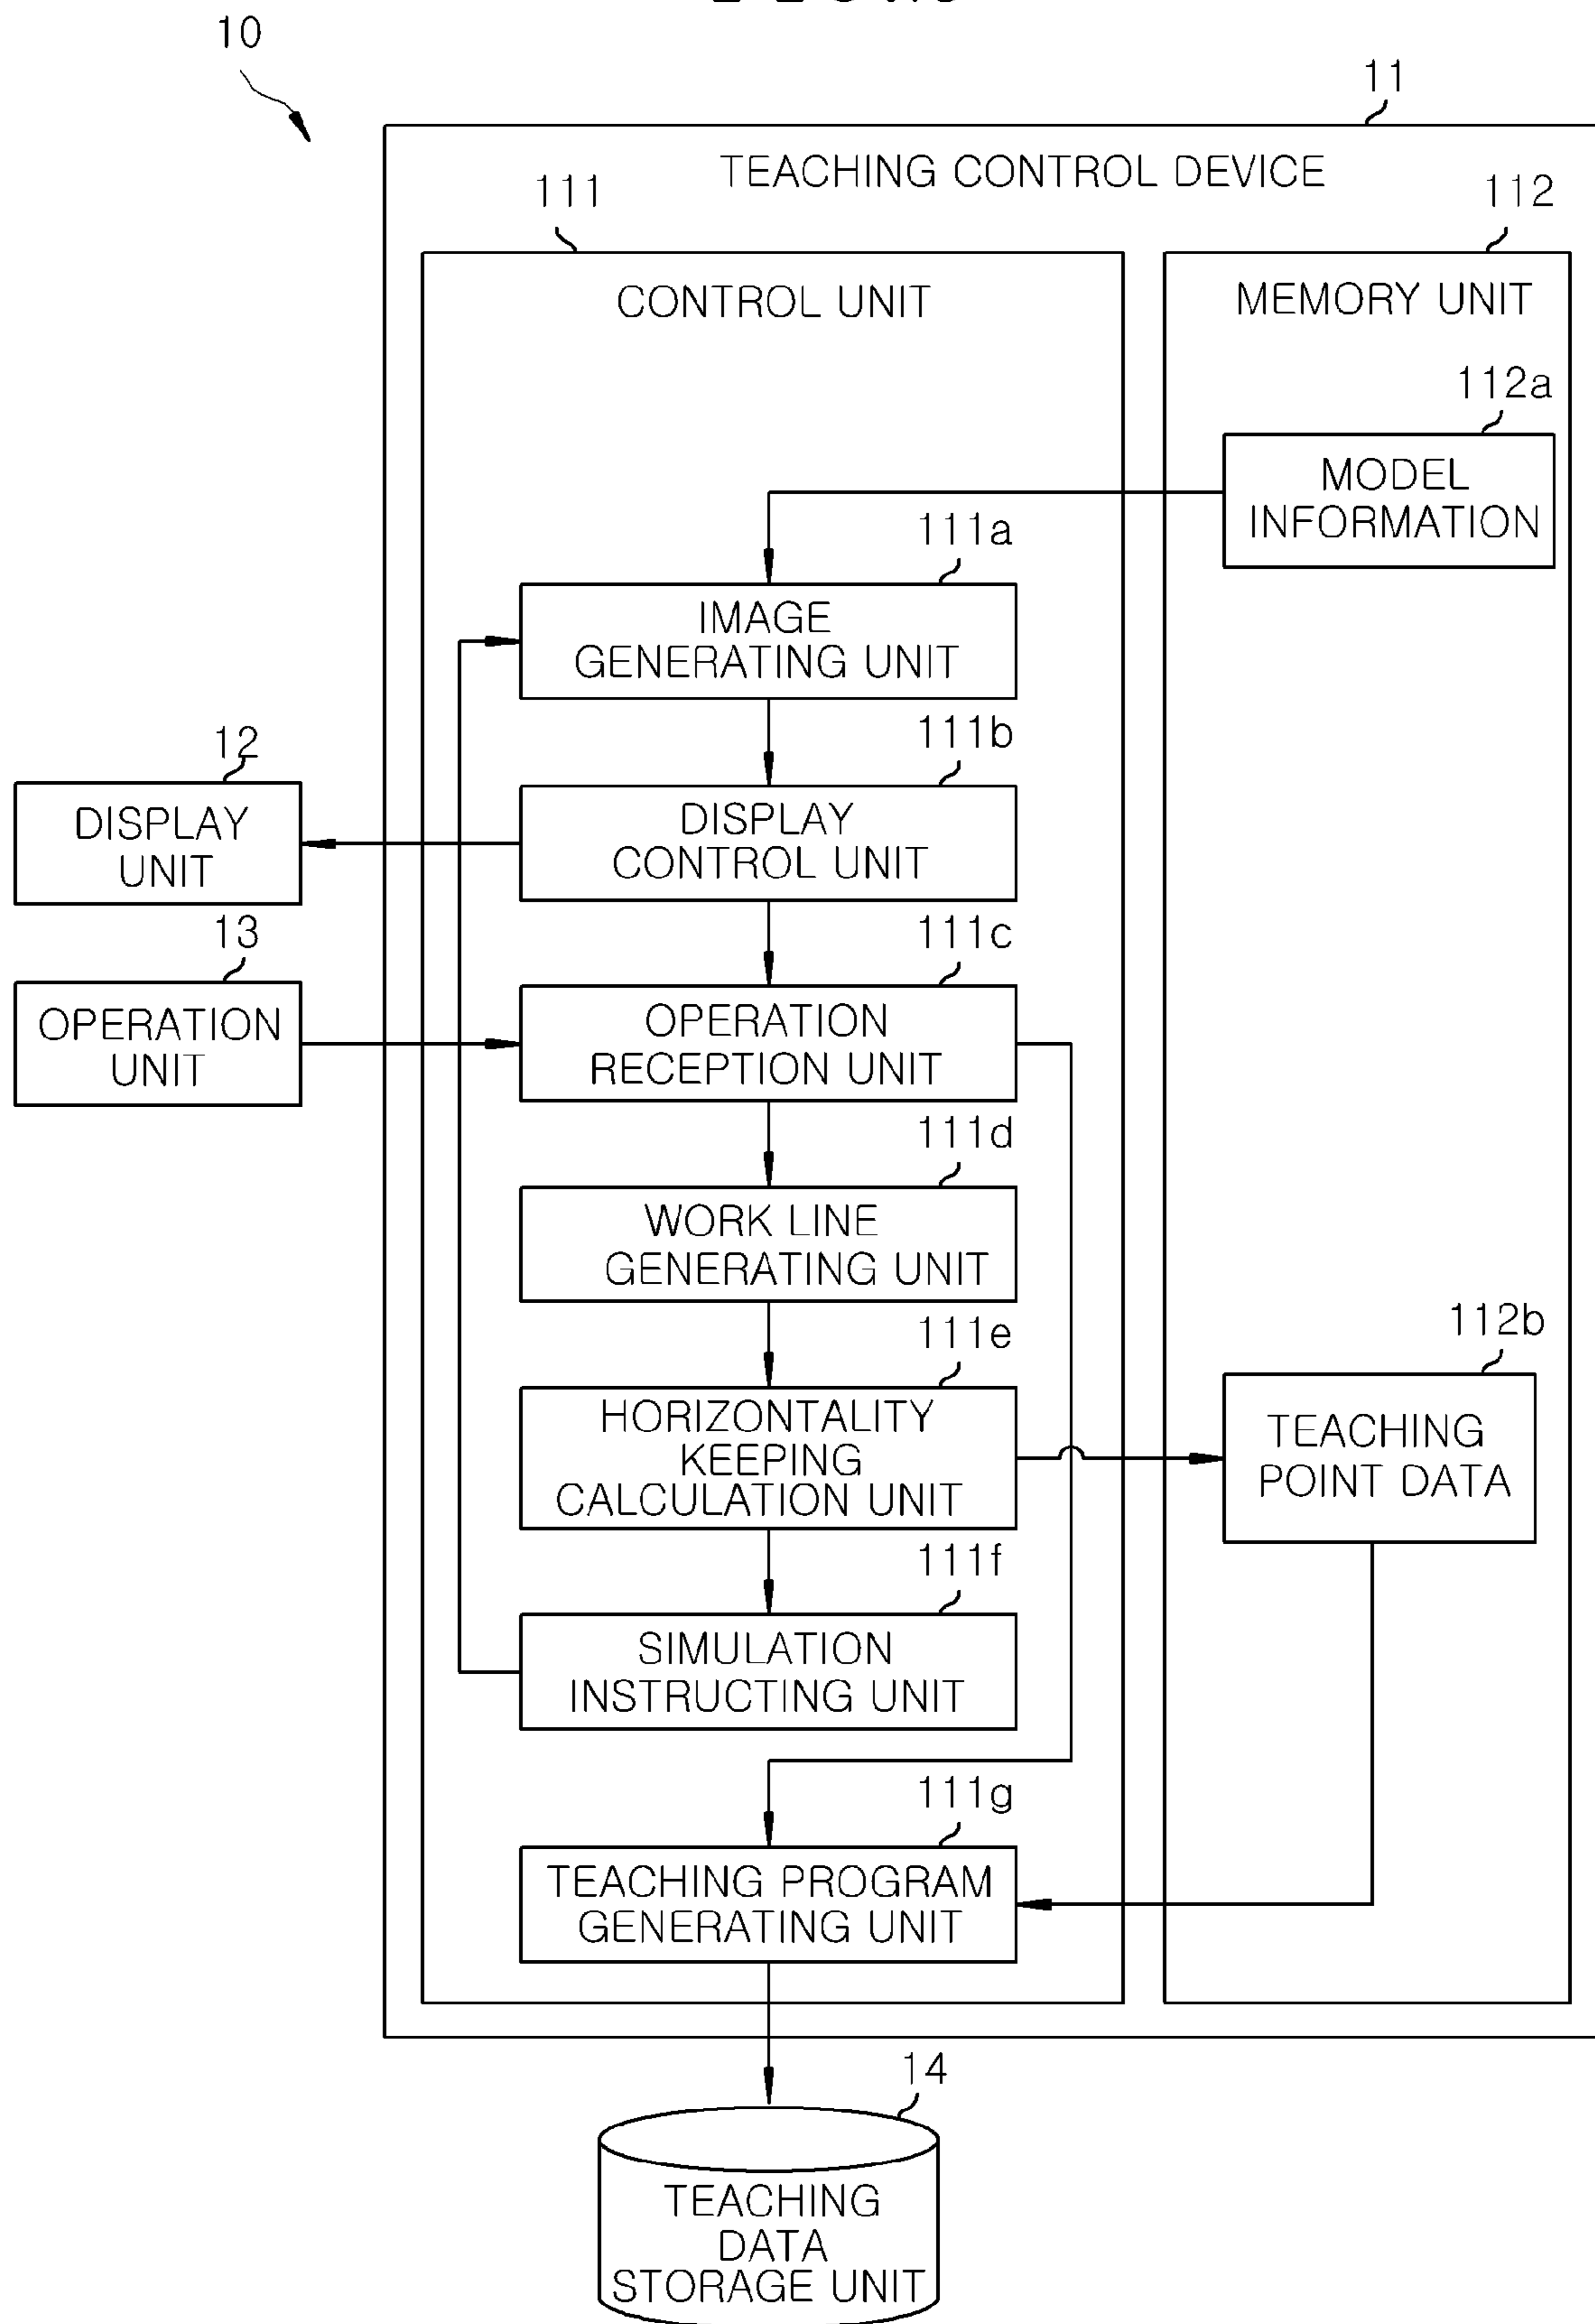 10
11
TEACHING CONTROL DEVICE
111
112
CONTROL UNIT
MEMORY UNIT
112a
MODEL
INFORMATION
111a
IMAGE
GENERATING UNIT
111b
12
DISPLAY
UNIT
DISPLAY
CONTROL UNIT
13
111c
OPERATION
UNIT
OPERATION
RECEPTION UNIT
111d
WORK LINE
GENERATING UNIT
111e
112b
HORIZONTALITY
KEEPING
CALCULATION UNIT
TEACHING
POINT DATA
111f
SIMULATION
INSTRUCTING UNIT
111g
TEACHING PROGRAM
GENERATING UNIT
14
TEACHING
DATA
STORAGE UNIT